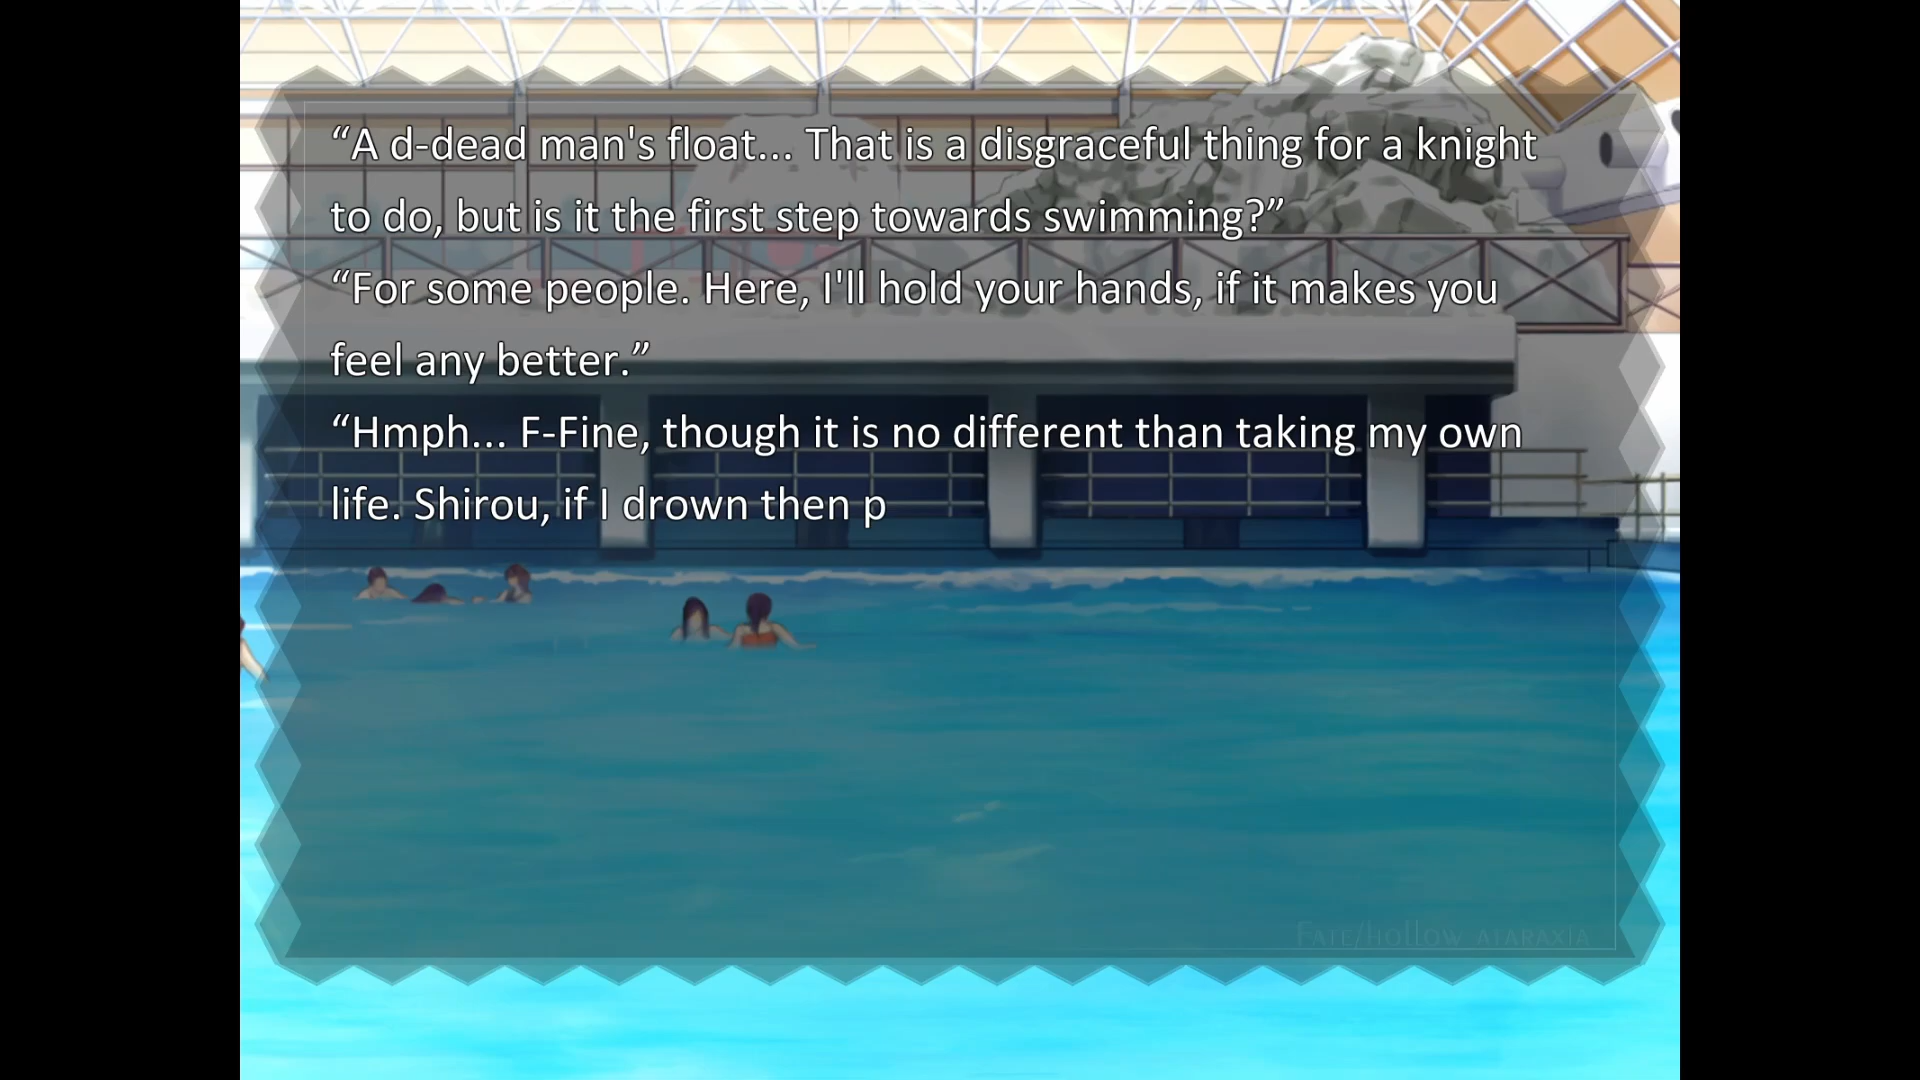 “A d-dead man's float... That is a disgraceful thing for a knight
to do, but is it the first step towards swimming?”
“For some people. Here, I'll hold your hands, if it makes you
feel any better.”
“Hmph... F-Fine, though it is no different than taking my own
life. Shirou, if I drown then p
Fate/hollow ataraxia